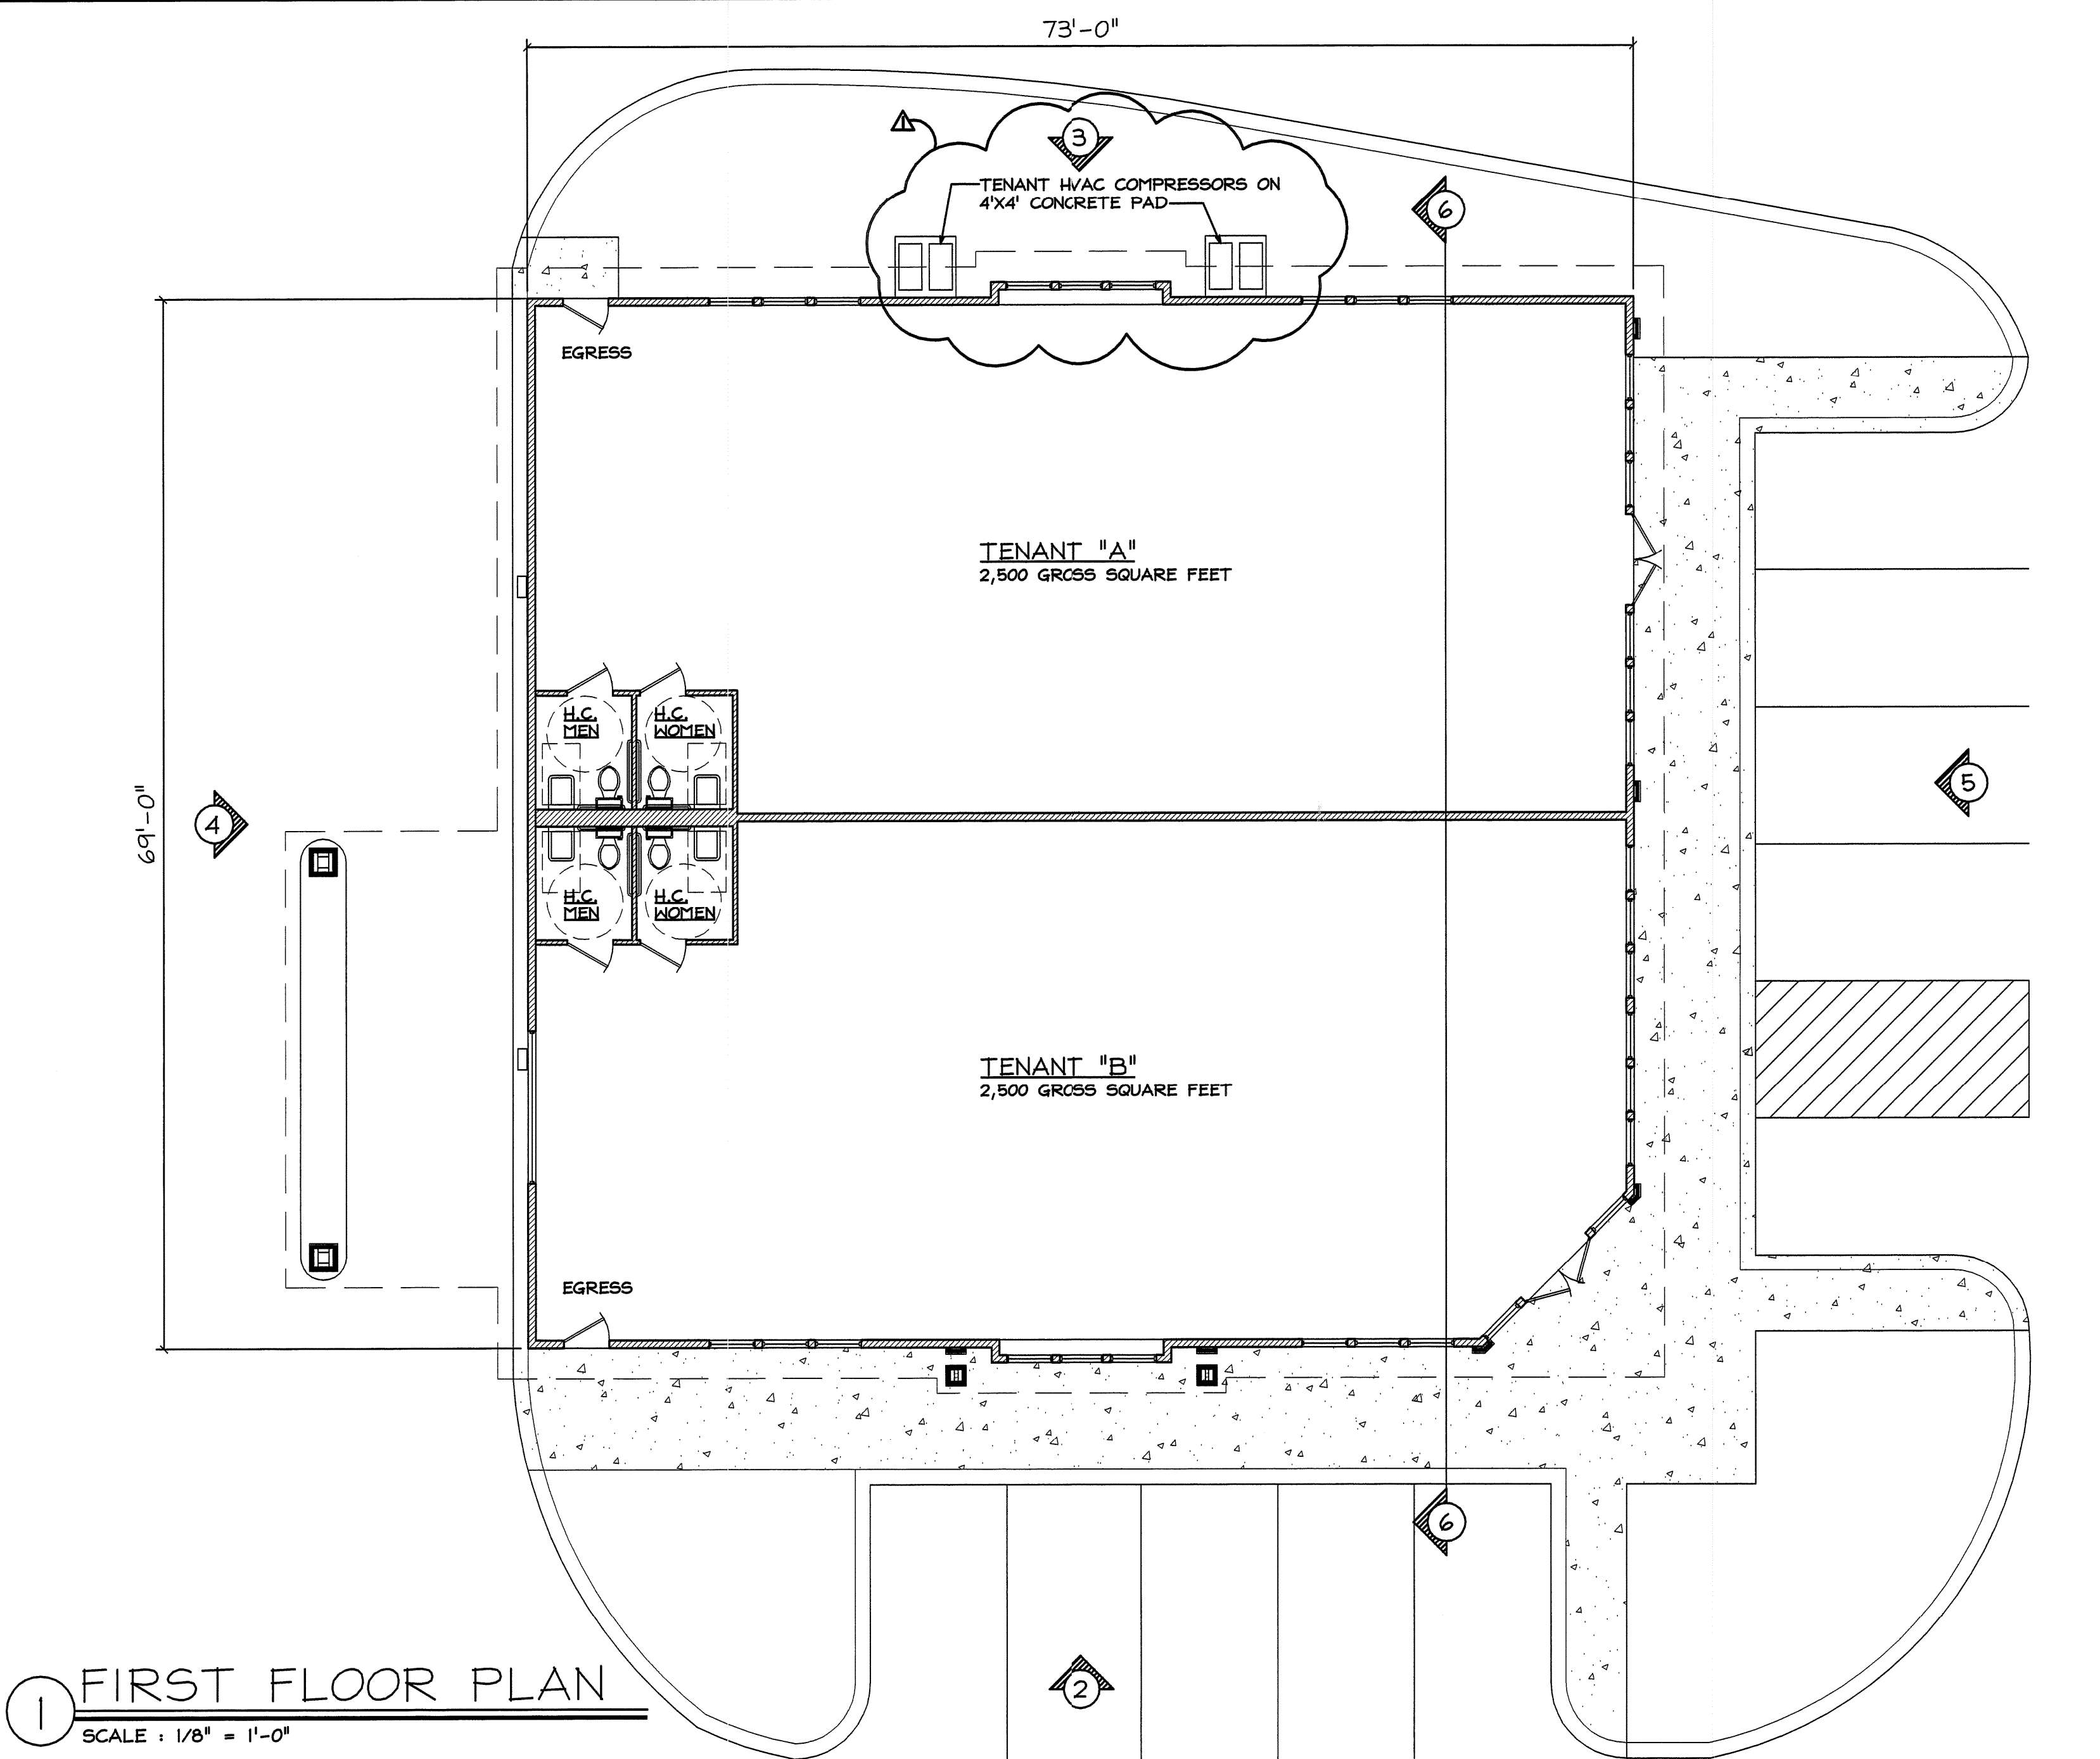 73'-0"
1
3
TENANT HVAC COMPRESSORS ON
4'X4' CONCRETE PAD
6
EGRESS
TENANT "A"
2,500 GROSS SQUARE FEET
H.C.
MEN
H.C.
WOMEN
5
4
69'-0"
H.C.
MEN
H.C.
WOMEN
TENANT "B"
2,500 GROSS SQUARE FEET
EGRESS
6
2
1
FIRST FLOOR PLAN
SCALE : 1/8" = 1'-0"